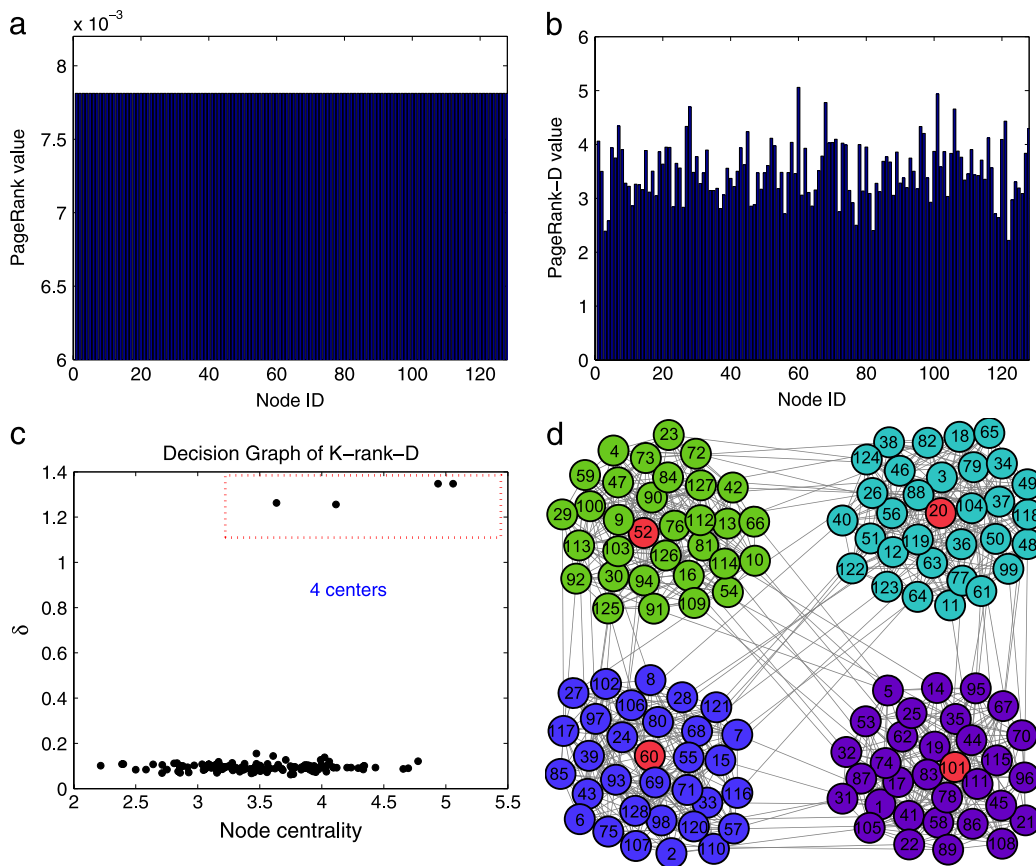 a
x 10⁻³
PageRank value
8
7.5
7
6.5
6
0 20 40 60 80 100 120
Node ID
b
PageRank−D value
6
5
4
3
2
1
0
0 20 40 60 80 100 120
Node ID
c
Decision Graph of K−rank−D
δ
1.4
1.2
1
0.8
0.6
0.4
0.2
0
4 centers
2 2.5 3 3.5 4 4.5 5 5.5
Node centrality
d
23
4 73 72
59 47 84 127 42
100 90
29 9 52 76 112 13 66
113 103 126 81 10
92 30 94 16 114
125 91 109 54
38 82 18 65
124 46 3 79 34
26 88 49
40 56 20 104 37 118
51 119 36 50 48
122 12 63 99
123 64 77 61
11
27 102 8 28
106 121
117 97 24 80 68 7
39 60 55 15
85 93 69 71
43 128 33 116
6 75 98 120 57
107 2 110
5 14 95
53 25 35 67
32 62 19 44 70
74 101 115
87 17 83 111 96
31 1 78 45
105 41 58 86 21
22 89 108